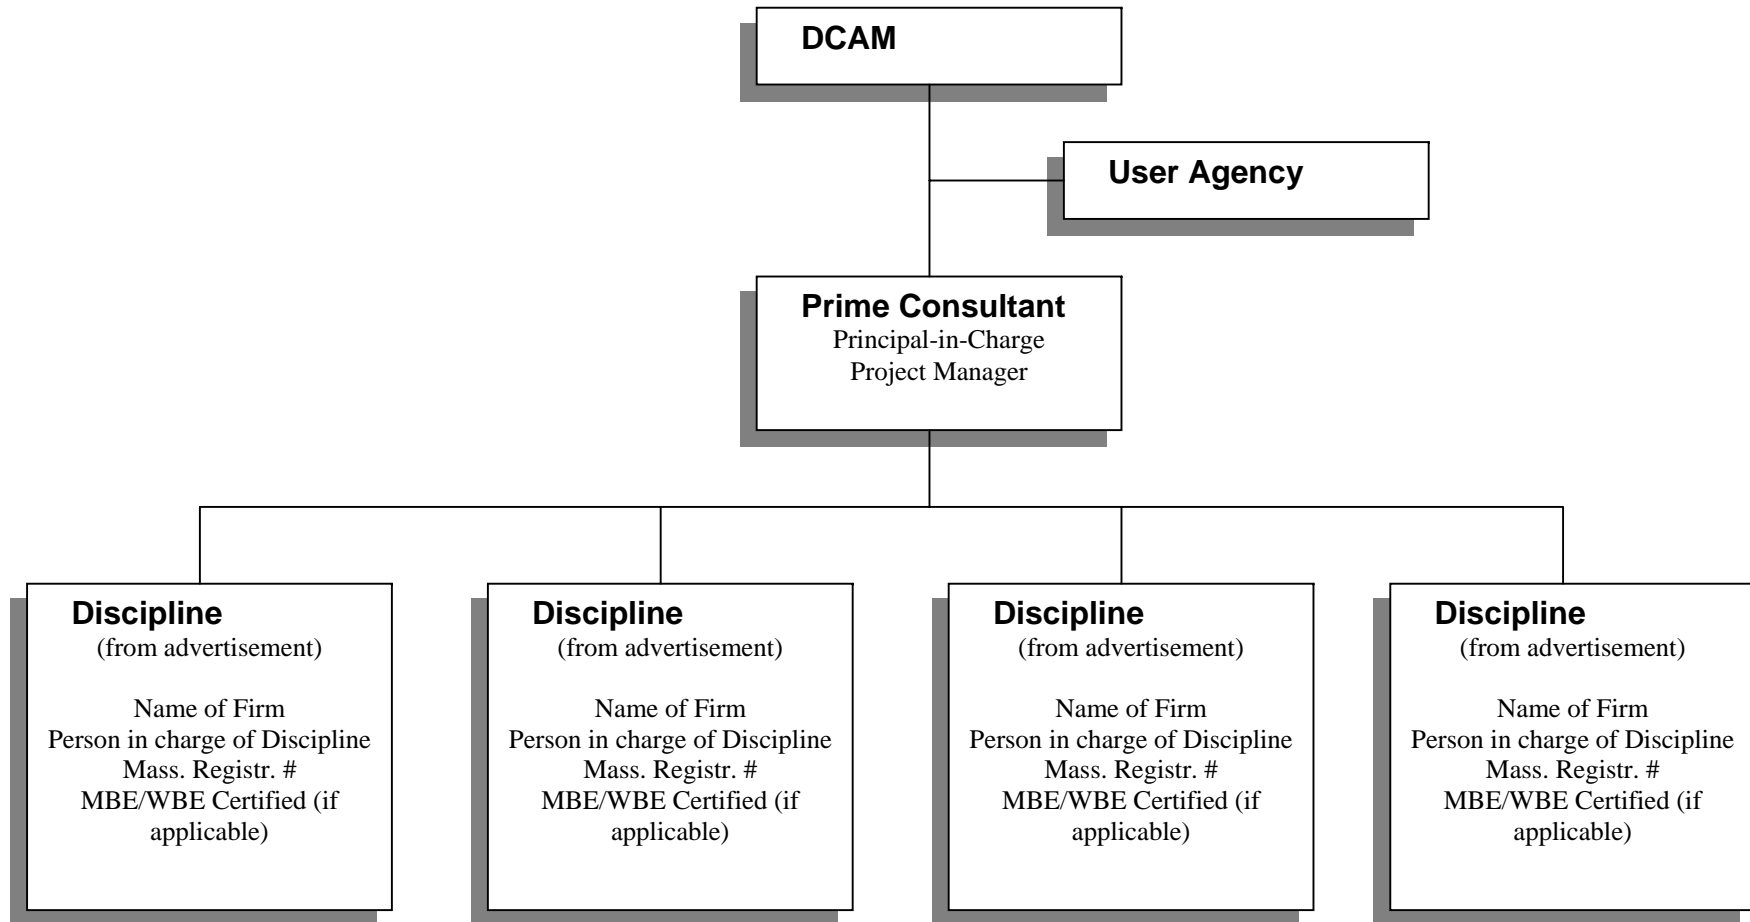 DCAM
User Agency
Prime Consultant
Principal-in-Charge
Project Manager
Discipline
(from advertisement)
Name of Firm
Person in charge of Discipline
Mass. Registr. #
MBE/WBE Certified (if
applicable)
Discipline
(from advertisement)
Name of Firm
Person in charge of Discipline
Mass. Registr. #
MBE/WBE Certified (if
applicable)
Discipline
(from advertisement)
Name of Firm
Person in charge of Discipline
Mass. Registr. #
MBE/WBE Certified (if
applicable)
Discipline
(from advertisement)
Name of Firm
Person in charge of Discipline
Mass. Registr. #
MBE/WBE Certified (if
applicable)